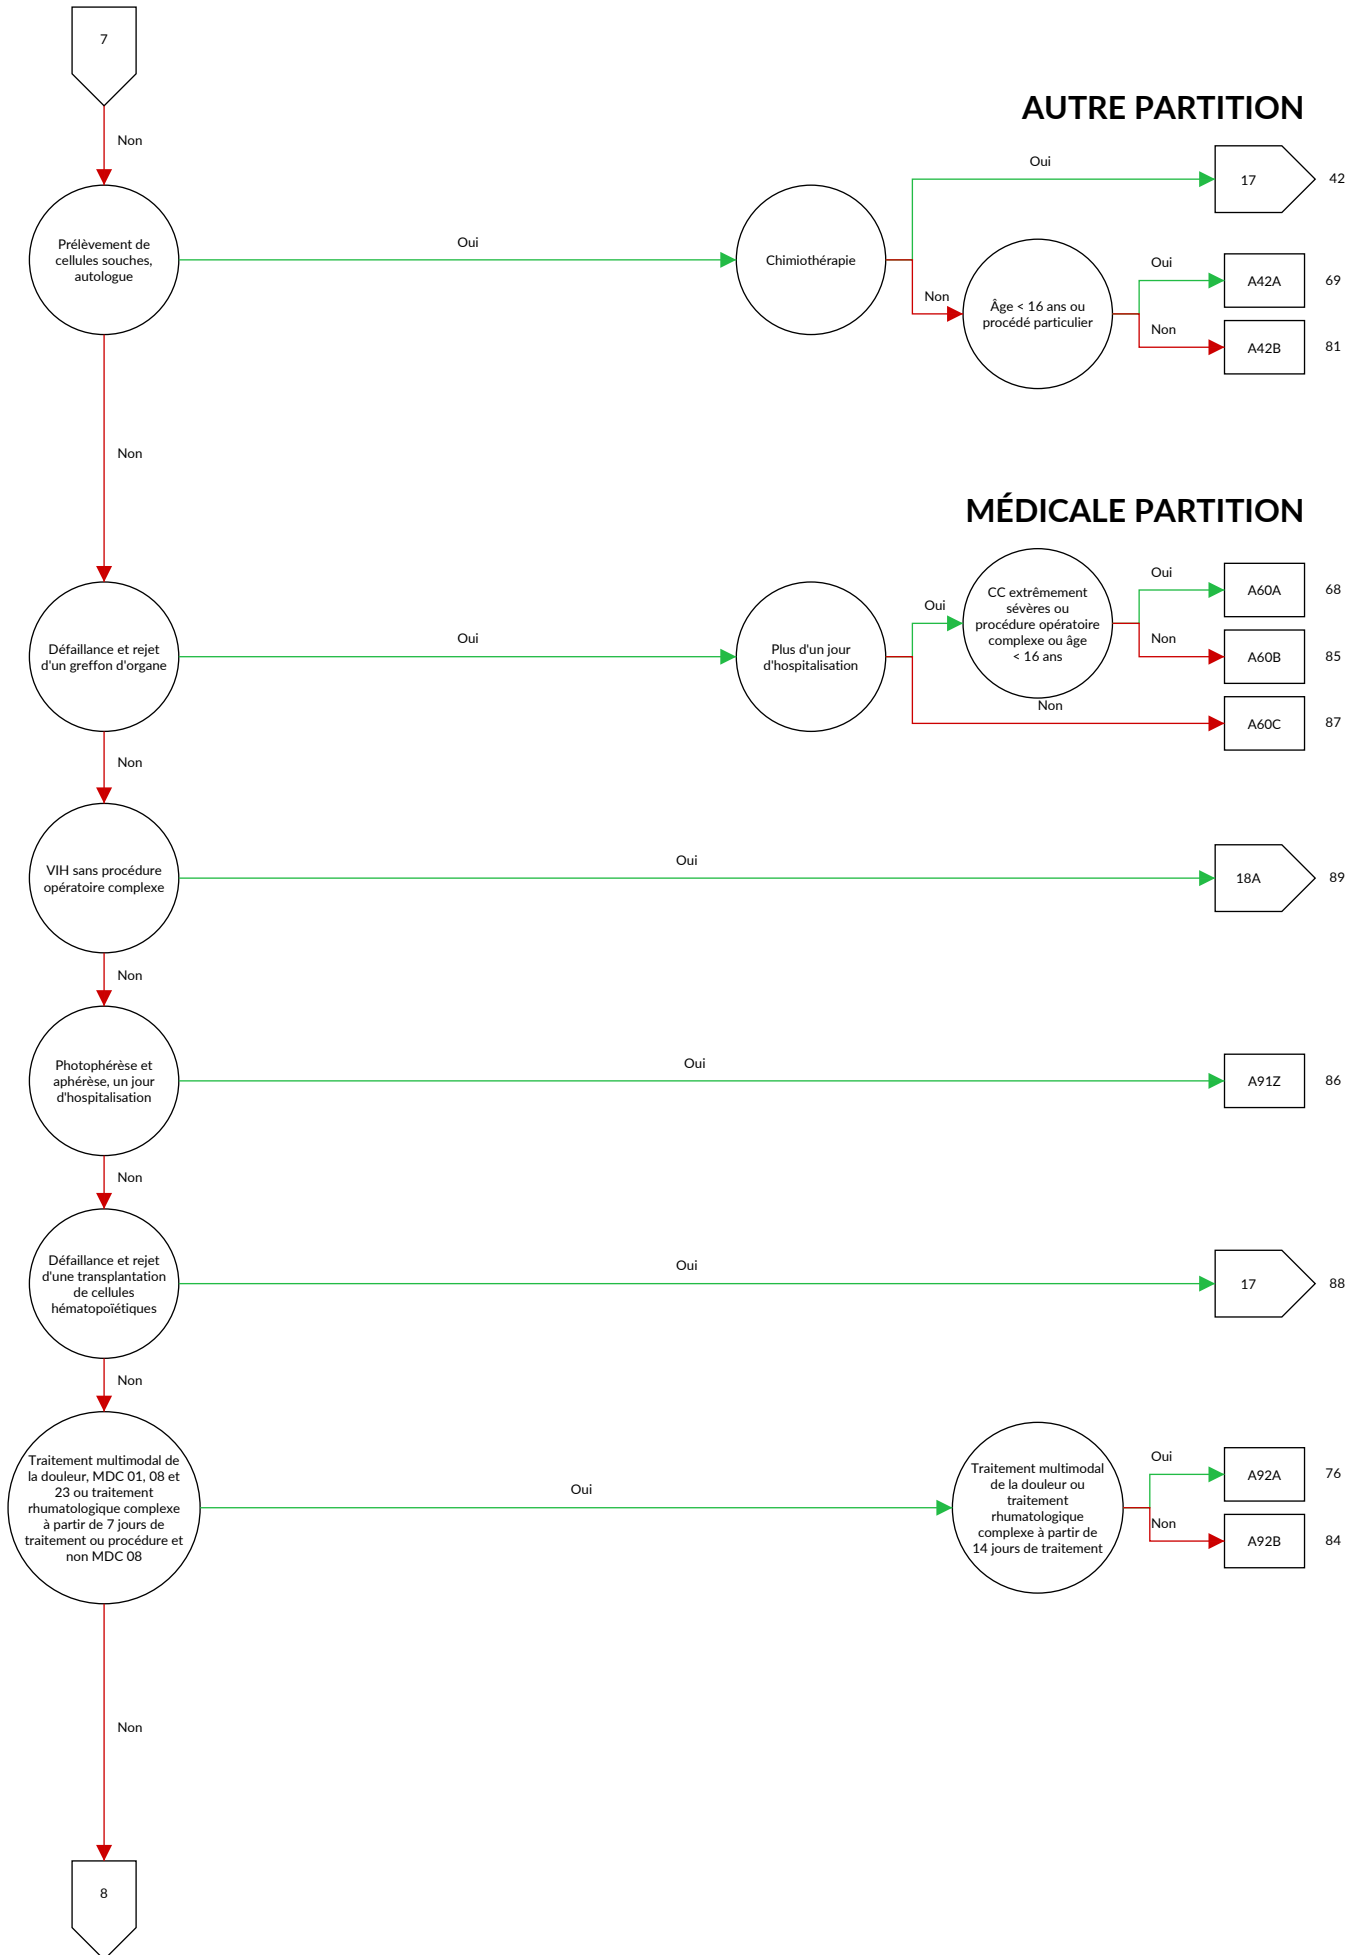 7
Non
AUTRE PARTITION
Oui
17
42
Prélèvement de
cellules souches,
autologue
Oui
Chimiothérapie
Non
Âge < 16 ans ou
procédé particulier
Oui
A42A
69
Non
A42B
81
Non
MÉDICALE PARTITION
Défaillance et rejet
d'un greffon d'organe
Oui
Plus d'un jour
d'hospitalisation
Oui
CC extrêmement
sévères ou
procédure opératoire
complexe ou âge
< 16 ans
Oui
A60A
68
Non
A60B
85
Non
A60C
87
Non
VIH sans procédure
opératoire complexe
Oui
18A
89
Non
Photophérèse et
aphérèse, un jour
d'hospitalisation
Oui
A91Z
86
Non
Défaillance et rejet
d'une transplantation
de cellules
hématopoïétiques
Oui
17
88
Non
Traitement multimodal de
la douleur, MDC 01, 08 et
23 ou traitement
rhumatologique complexe
à partir de 7 jours de
traitement ou procédure et
non MDC 08
Oui
Traitement multimodal
de la douleur ou
traitement
rhumatologique
complexe à partir de
14 jours de traitement
Oui
A92A
76
Non
A92B
84
Non
8